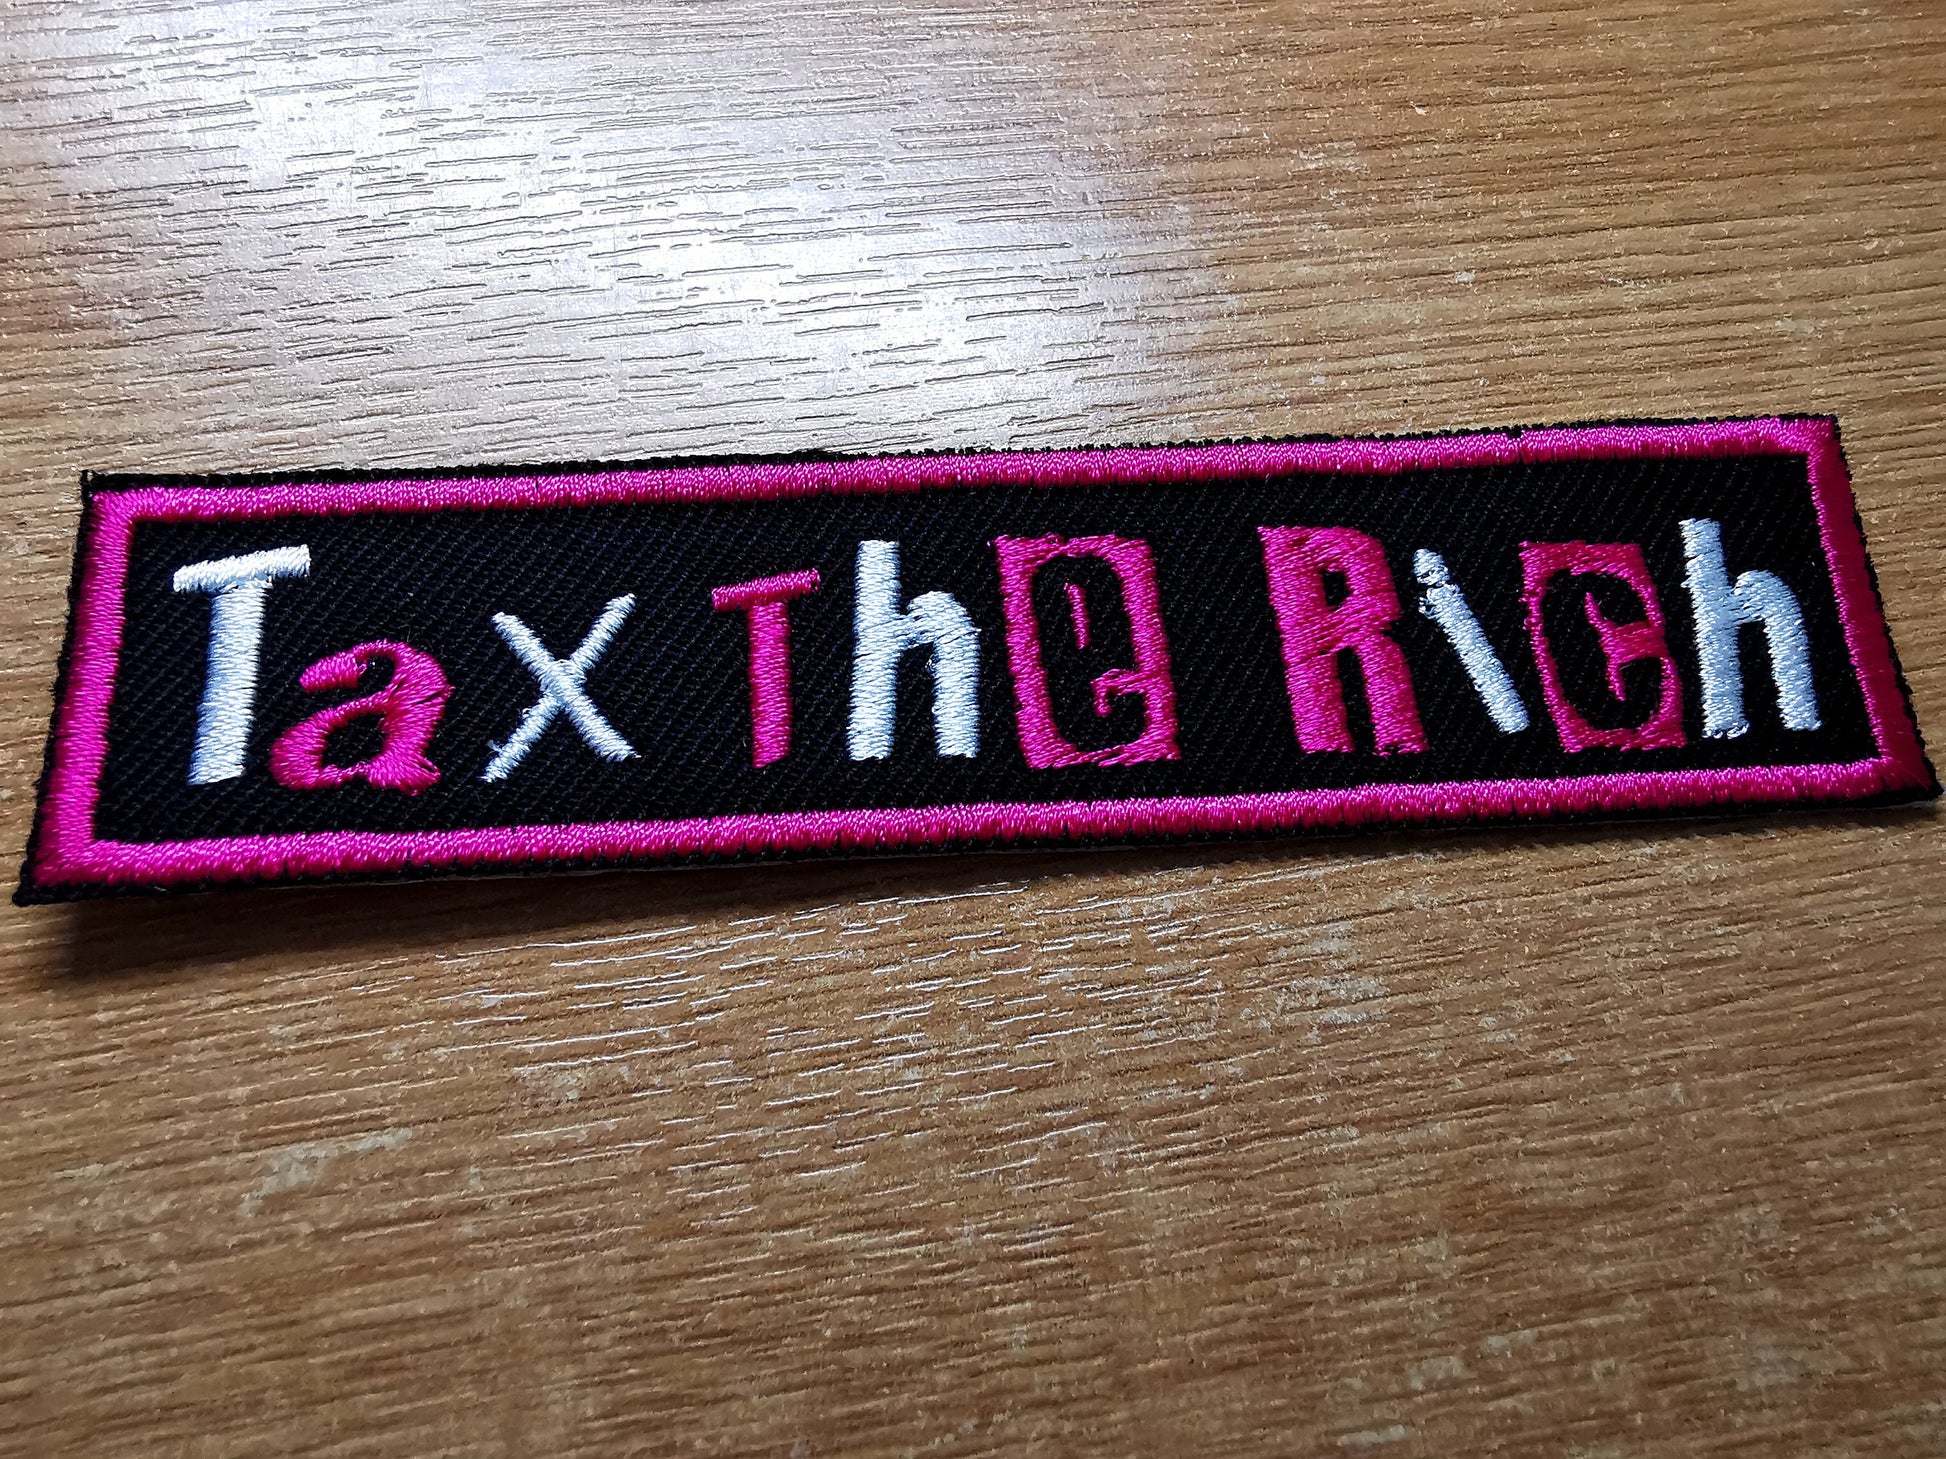 Tax The Rich